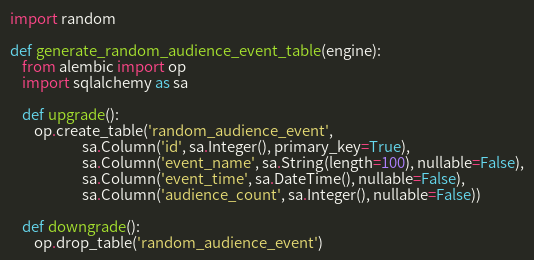 import random

def generate_random_audience_event_table(engine):
    from alembic import op
    import sqlalchemy as sa

    def upgrade():
        op.create_table('random_audience_event',
                sa.Column('id', sa.Integer(), primary_key=True),
                sa.Column('event_name', sa.String(length=100), nullable=False),
                sa.Column('event_time', sa.DateTime(), nullable=False),
                sa.Column('audience_count', sa.Integer(), nullable=False))

    def downgrade():
        op.drop_table('random_audience_event')